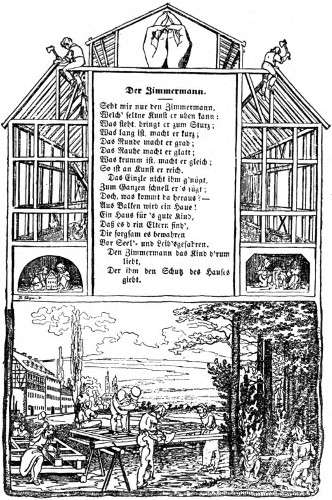 Der Zimmermann.
Seht mir nur den Zimmermann,
Welch' seltne Kunst er üben kann:
Was steht, bringt er zum Sturz;
Was lang ist, macht er kurz;
Das Runde macht er grad;
Das Rauhe macht er glatt;
Was krumm ist, macht er gleich;
So ist an Kunst er reich.
Das Einzle nicht ihm g'nügt,
Zum Ganzen schnell er's fügt;
Doch, was kommt da heraus? —
Aus Balken wird ein Haus!
Ein Haus für 's gute Kind,
Daß es d'rin Eltern find',
Die sorgsam es bewahren
Vor Seel'- und Leibsgefahren.
Den Zimmermann das Kind d'rum
liebt,
Der ihm den Schutz des Hauses
giebt.